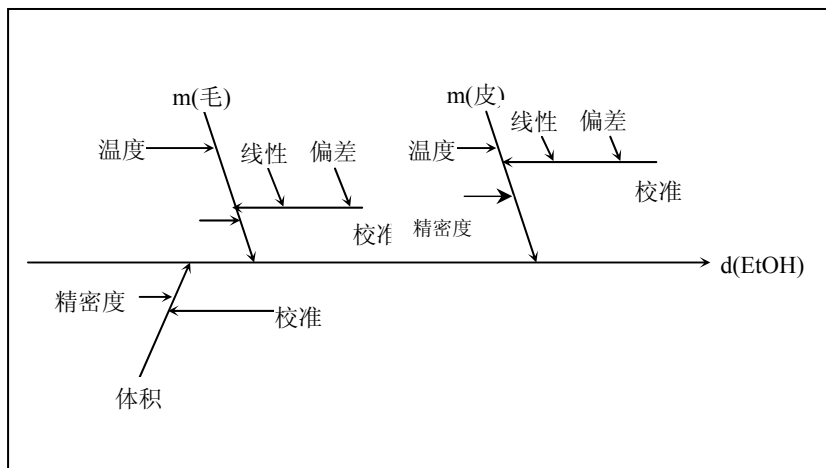 m(毛)
m(皮)
温度
线性
偏差
校准
温度
线性
偏差
校准
精密度
d(EtOH)
精密度
校准
体积